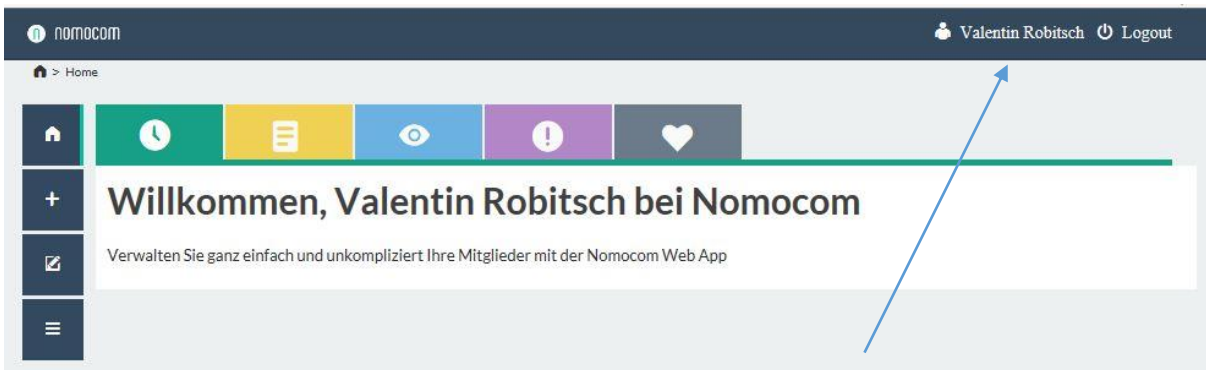 nomocom
Valentin Robitsch Logout
> Home
Willkommen, Valentin Robitsch bei Nomocom
Verwalten Sie ganz einfach und unkompliziert Ihre Mitglieder mit der Nomocom Web App